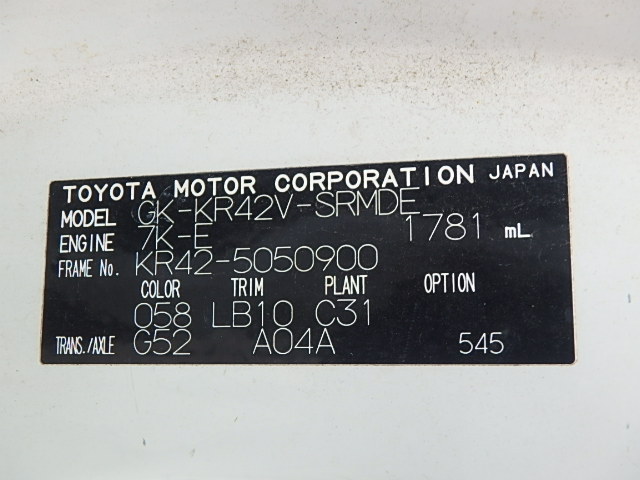 TOYOTA MOTOR CORPORATION JAPAN
MODEL GK-KR42V-SRMDE
ENGINE 7K-E 1781 mL
FRAME No. KR42-5050900
COLOR TRIM PLANT OPTION
058 LB10 C31
TRANS./AXLE G52 A04A 545